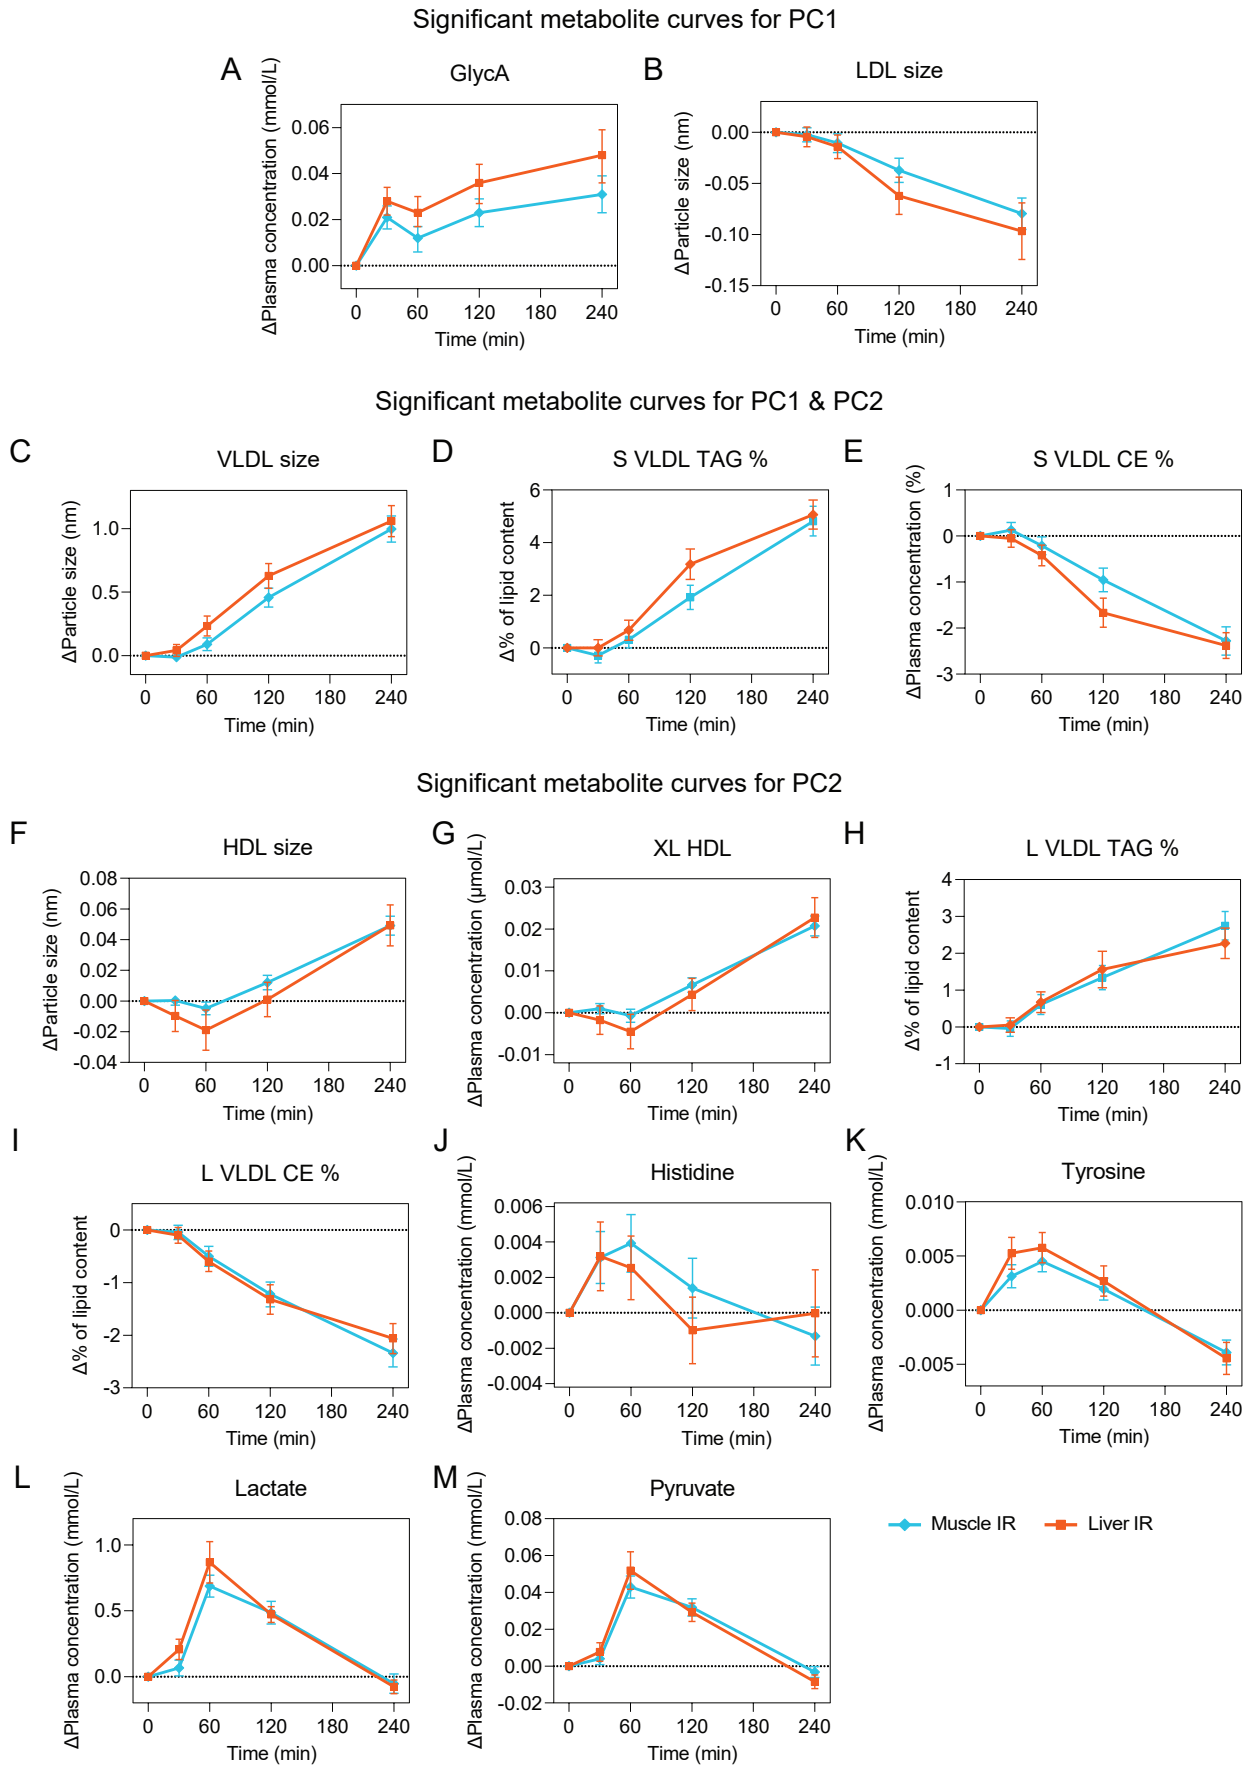 Significant metabolite curves for PC1
A
GlycA
ΔPlasma concentration (mmol/L)
0.06
0.04
0.02
0.00
0 60 120 180 240
Time (min)
B
LDL size
ΔParticle size (nm)
0.00
-0.05
-0.10
-0.15
0 60 120 180 240
Time (min)
Significant metabolite curves for PC1 & PC2
C
VLDL size
ΔParticle size (nm)
1.0
0.5
0.0
0 60 120 180 240
Time (min)
D
S VLDL TAG %
Δ% of lipid content
6
4
2
0
0 60 120 180 240
Time (min)
E
S VLDL CE %
ΔPlasma concentration (%)
1
0
-1
-2
-3
0 60 120 180 240
Time (min)
Significant metabolite curves for PC2
F
HDL size
ΔParticle size (nm)
0.08
0.06
0.04
0.02
0.00
-0.02
-0.04
0 60 120 180 240
Time (min)
G
XL HDL
ΔPlasma concentration (μmol/L)
0.03
0.02
0.01
0.00
-0.01
0 60 120 180 240
Time (min)
H
L VLDL TAG %
Δ% of lipid content
4
3
2
1
0
-1
0 60 120 180 240
Time (min)
I
L VLDL CE %
Δ% of lipid content
0
-1
-2
-3
0 60 120 180 240
Time (min)
J
Histidine
ΔPlasma concentration (mmol/L)
0.006
0.004
0.002
0.000
-0.002
-0.004
0 60 120 180 240
Time (min)
K
Tyrosine
ΔPlasma concentration (mmol/L)
0.010
0.005
0.000
-0.005
0 60 120 180 240
Time (min)
L
Lactate
ΔPlasma concentration (mmol/L)
1.0
0.5
0.0
0 60 120 180 240
Time (min)
M
Pyruvate
ΔPlasma concentration (mmol/L)
0.08
0.06
0.04
0.02
0.00
-0.02
0 60 120 180 240
Time (min)
Muscle IR Liver IR